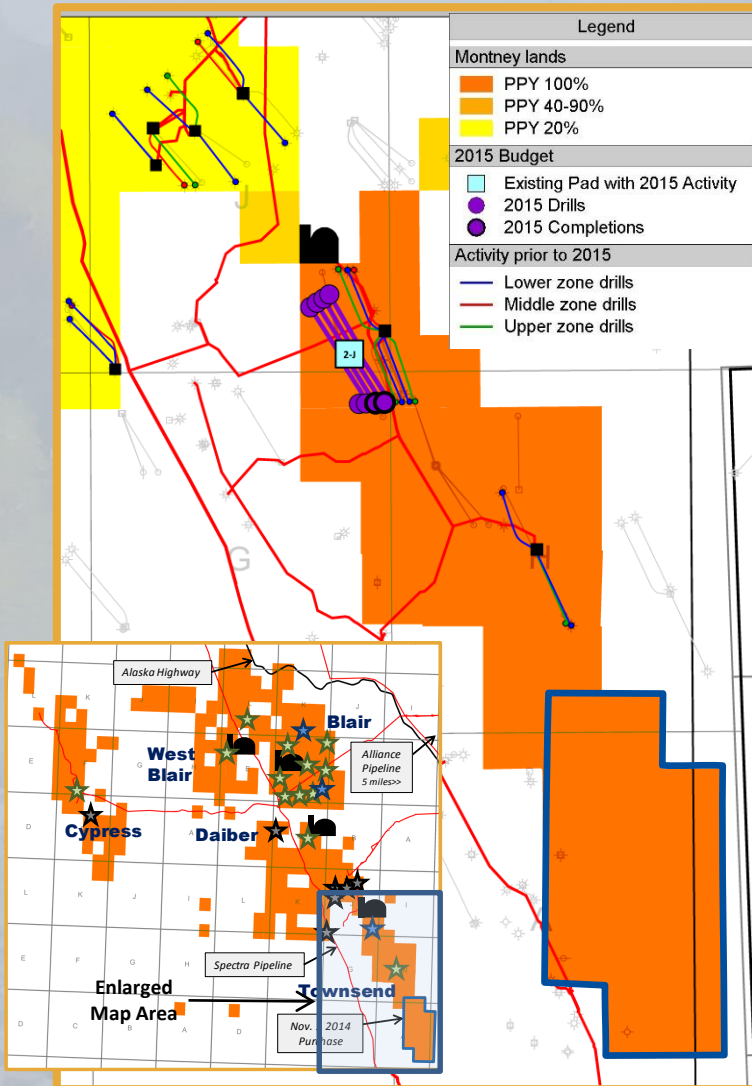 Legend
Montney lands
PPY 100%
PPY 40-90%
PPY 20%
2015 Budget
Existing Pad with 2015 Activity
2015 Drills
2015 Completions
Activity prior to 2015
Lower zone drills
Middle zone drills
Upper zone drills
J
2-J
G
H
A
Alaska Highway
L
K
J
I
K
J
I
Blair
West
Blair
Alliance
Pipeline
5 miles>>
E
F
G
Cypress
Daiber
D
A
B
A
L
K
J
I
L
K
I
Spectra Pipeline
E
F
G
H
E
G
Townsend
Enlarged
Map Area
Nov. 2014
Purchase
D
C
B
A
D